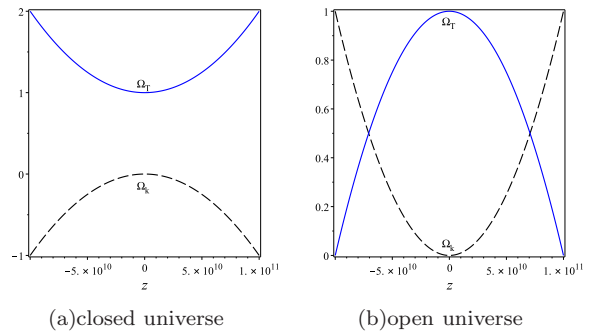 2
1
0
−1
Ω_T
Ω_k
−5. × 10^10
0
5. × 10^10
1. × 10^11
z
(a)closed universe
1
0.8
0.6
0.4
0.2
0
Ω_T
Ω_k
−5. × 10^10
0
5. × 10^10
1. × 10^11
z
(b)open universe